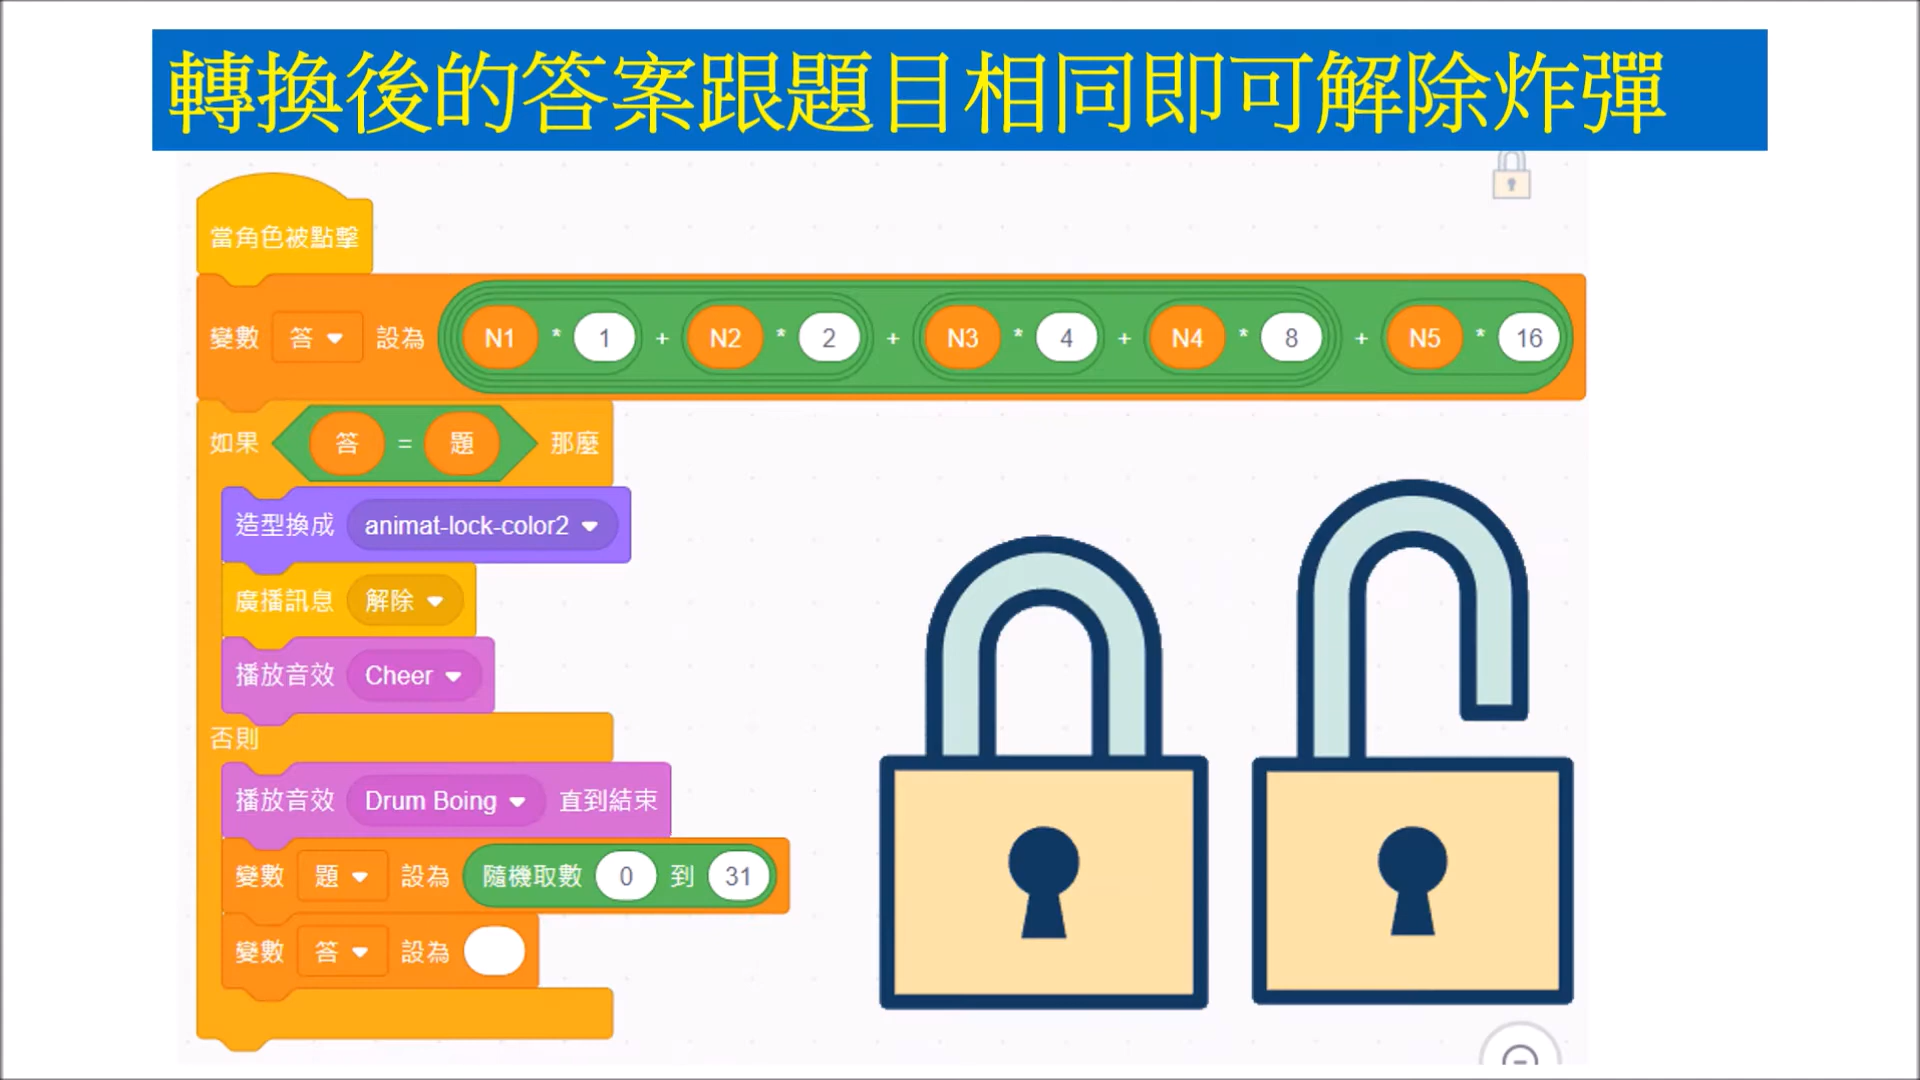 轉換後的答案跟題目相同即可解除炸彈
當角色被點擊
變數 答 設為 N1 * 1 + N2 * 2 + N3 * 4 + N4 * 8 + N5 * 16
如果 答 = 題 那麼
造型換成 animat-lock-color2
廣播訊息 解除
播放音效 Cheer
否則
播放音效 Drum Boing 直到結束
變數 題 設為 隨機取數 0 到 31
變數 答 設為